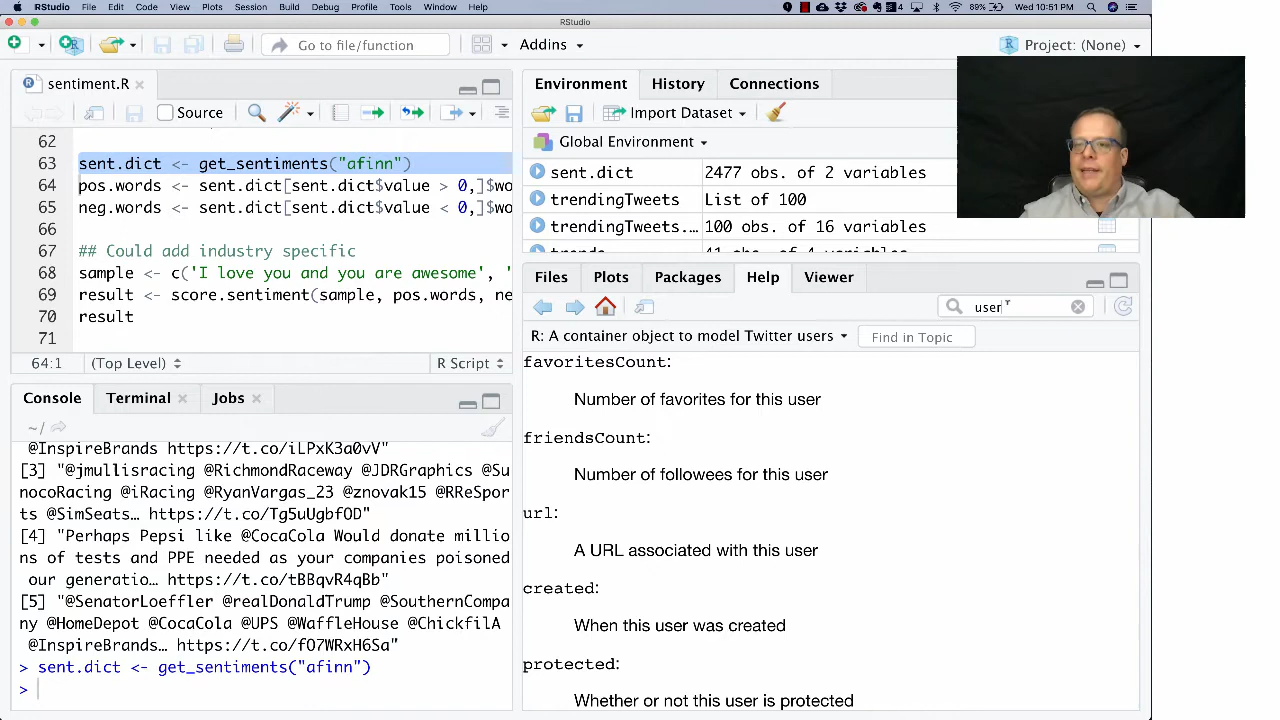 RStudio File Edit Code View Plots Session Build Debug Profile Tools Window Help 4 89% Wed 10:51 PM
RStudio
Go to file/function Addins Project: (None)
sentiment.R
Source
62
63 sent.dict <- get_sentiments("afinn")
64 pos.words <- sent.dict[sent.dict$value > 0,]$wo
65 neg.words <- sent.dict[sent.dict$value < 0,]$wo
66
67 ## Could add industry specific
68 sample <- c('I love you and you are awesome', '
69 result <- score.sentiment(sample, pos.words, ne
70 result
71
64:1 (Top Level) R Script
Console Terminal Jobs
~/
@InspireBrands https://t.co/iLPxK3a0vV"
[3] "@jmullisracing @RichmondRaceway @JDRGraphics @Su
nocoRacing @iRacing @RyanVargas_23 @znovak15 @RReSpor
ts @SimSeats… https://t.co/Tg5uUgbfOD"
[4] "Perhaps Pepsi like @CocaCola Would donate millio
ns of tests and PPE needed as your companies poisoned
our generatio… https://t.co/tBBqvR4qBb"
[5] "@SenatorLoeffler @realDonaldTrump @SouthernCompa
ny @HomeDepot @CocaCola @UPS @WaffleHouse @ChickfilA
@InspireBrands… https://t.co/fO7WRxH6Sa"
> sent.dict <- get_sentiments("afinn")
>
Environment History Connections
Import Dataset
Global Environment
sent.dict 2477 obs. of 2 variables
trendingTweets List of 100
trendingTweets.… 100 obs. of 16 variables
trends 41 obs. of 4 variables
Files Plots Packages Help Viewer
user
R: A container object to model Twitter users Find in Topic
favoritesCount:
Number of favorites for this user
friendsCount:
Number of followees for this user
url:
A URL associated with this user
created:
When this user was created
protected:
Whether or not this user is protected